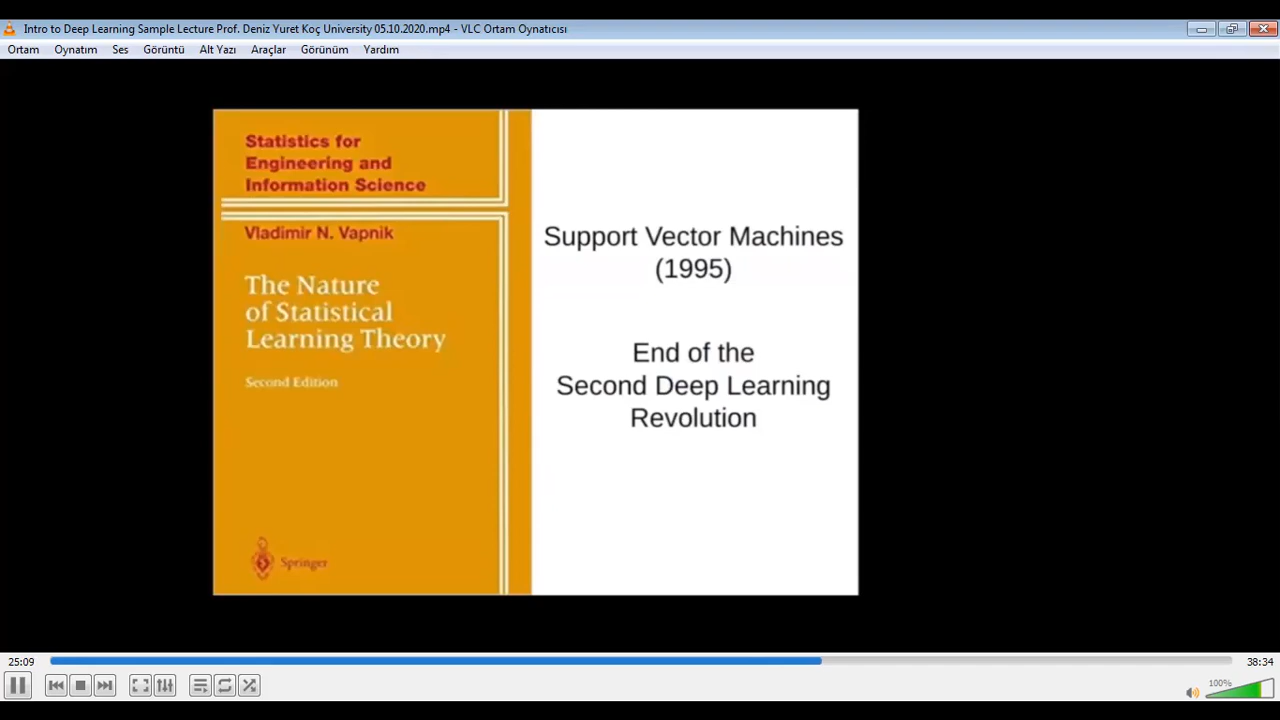 Intro to Deep Learning Sample Lecture Prof. Deniz Yuret Koç University 05.10.2020.mp4 - VLC Ortam Oynatıcısı
Ortam Oynatım Ses Görüntü Alt Yazı Araçlar Görünüm Yardım
Statistics for
Engineering and
Information Science
Vladimir N. Vapnik
The Nature
of Statistical
Learning Theory
Second Edition
Springer
Support Vector Machines
(1995)
End of the
Second Deep Learning
Revolution
25:09
38:34
100%